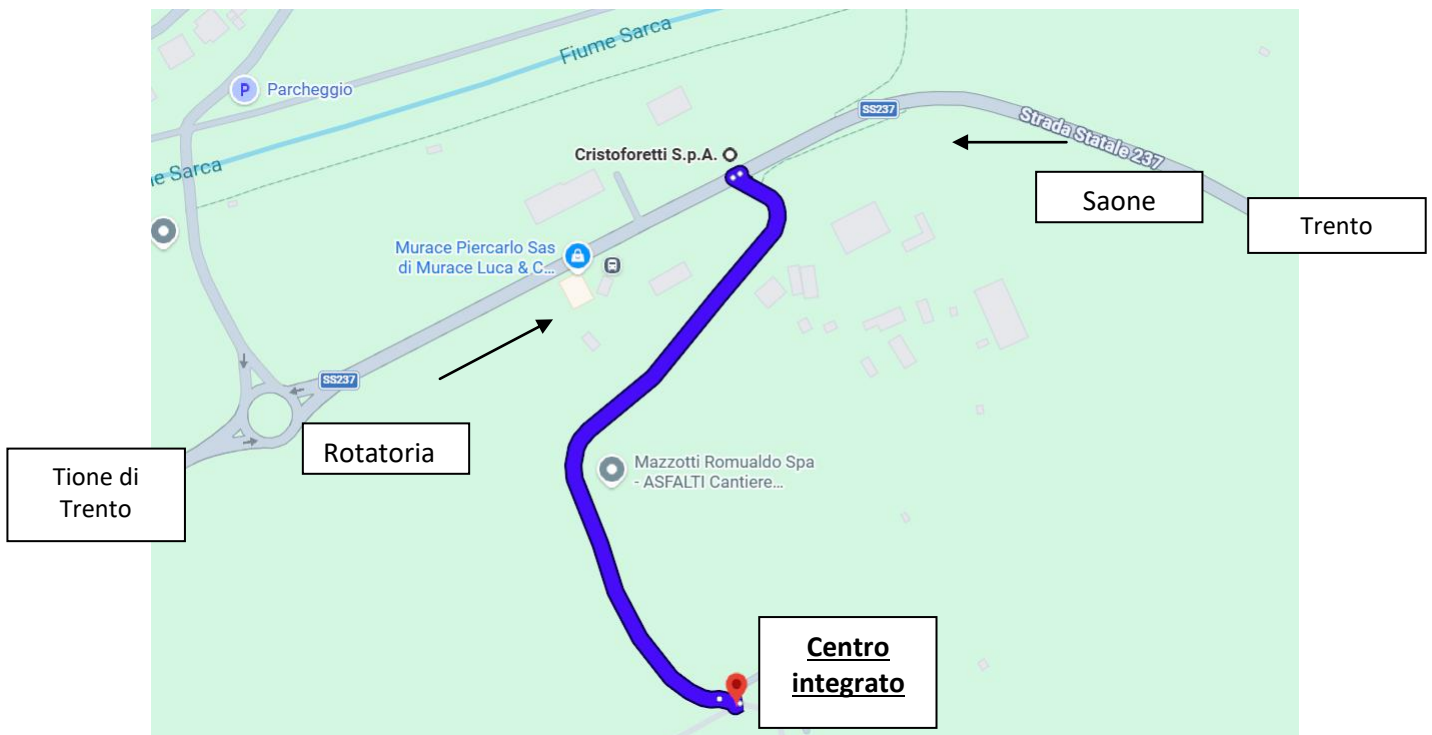 Fiume Sarca
P
Parcheggio
SS237
Strada Statale 237
Cristoforetti S.p.A.
me Sarca
Saone
Trento
Murace Piercarlo Sas
di Murace Luca & C...
SS237
Rotatoria
Tione di
Trento
Mazzotti Romualdo Spa
- ASFALTI Cantiere...
Centro
integrato